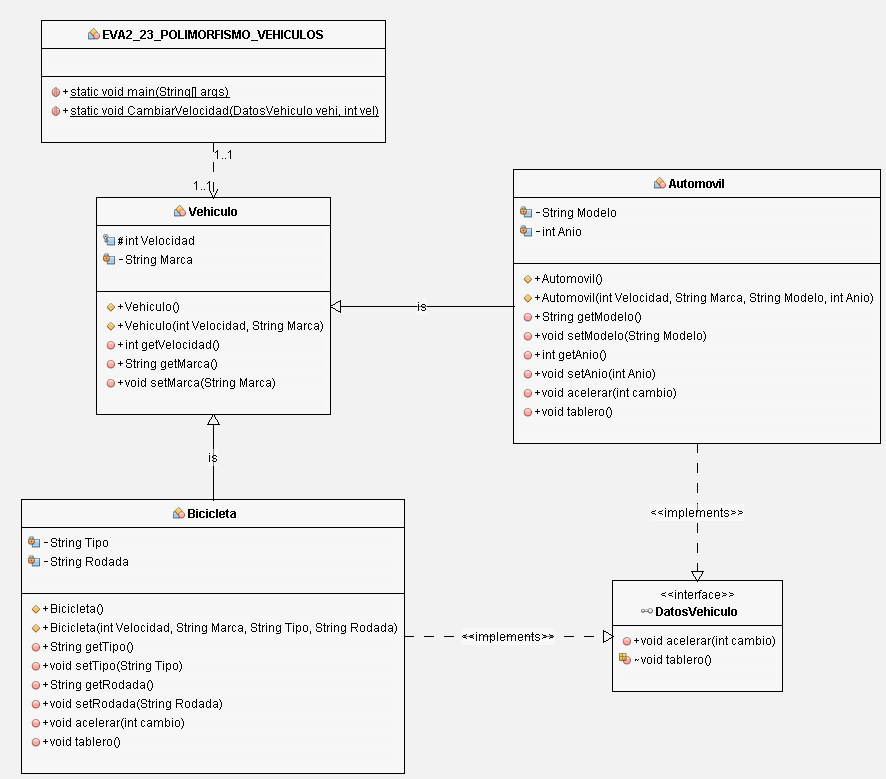 EVA2_23_POLIMORFISMO_VEHICULOS
+static void main(String[] args)
+static void CambiarVelocidad(DatosVehiculo vehi, int vel)
1..1
1..1
Vehiculo
#int Velocidad
-String Marca
+Vehiculo()
+Vehiculo(int Velocidad, String Marca)
+int getVelocidad()
+String getMarca()
+void setMarca(String Marca)
is
Automovil
-String Modelo
-int Anio
+Automovil()
+Automovil(int Velocidad, String Marca, String Modelo, int Anio)
+String getModelo()
+void setModelo(String Modelo)
+int getAnio()
+void setAnio(int Anio)
+void acelerar(int cambio)
+void tablero()
is
Bicicleta
-String Tipo
-String Rodada
+Bicicleta()
+Bicicleta(int Velocidad, String Marca, String Tipo, String Rodada)
+String getTipo()
+void setTipo(String Tipo)
+String getRodada()
+void setRodada(String Rodada)
+void acelerar(int cambio)
+void tablero()
<<implements>>
<<implements>>
<<interface>>
DatosVehiculo
+void acelerar(int cambio)
~void tablero()